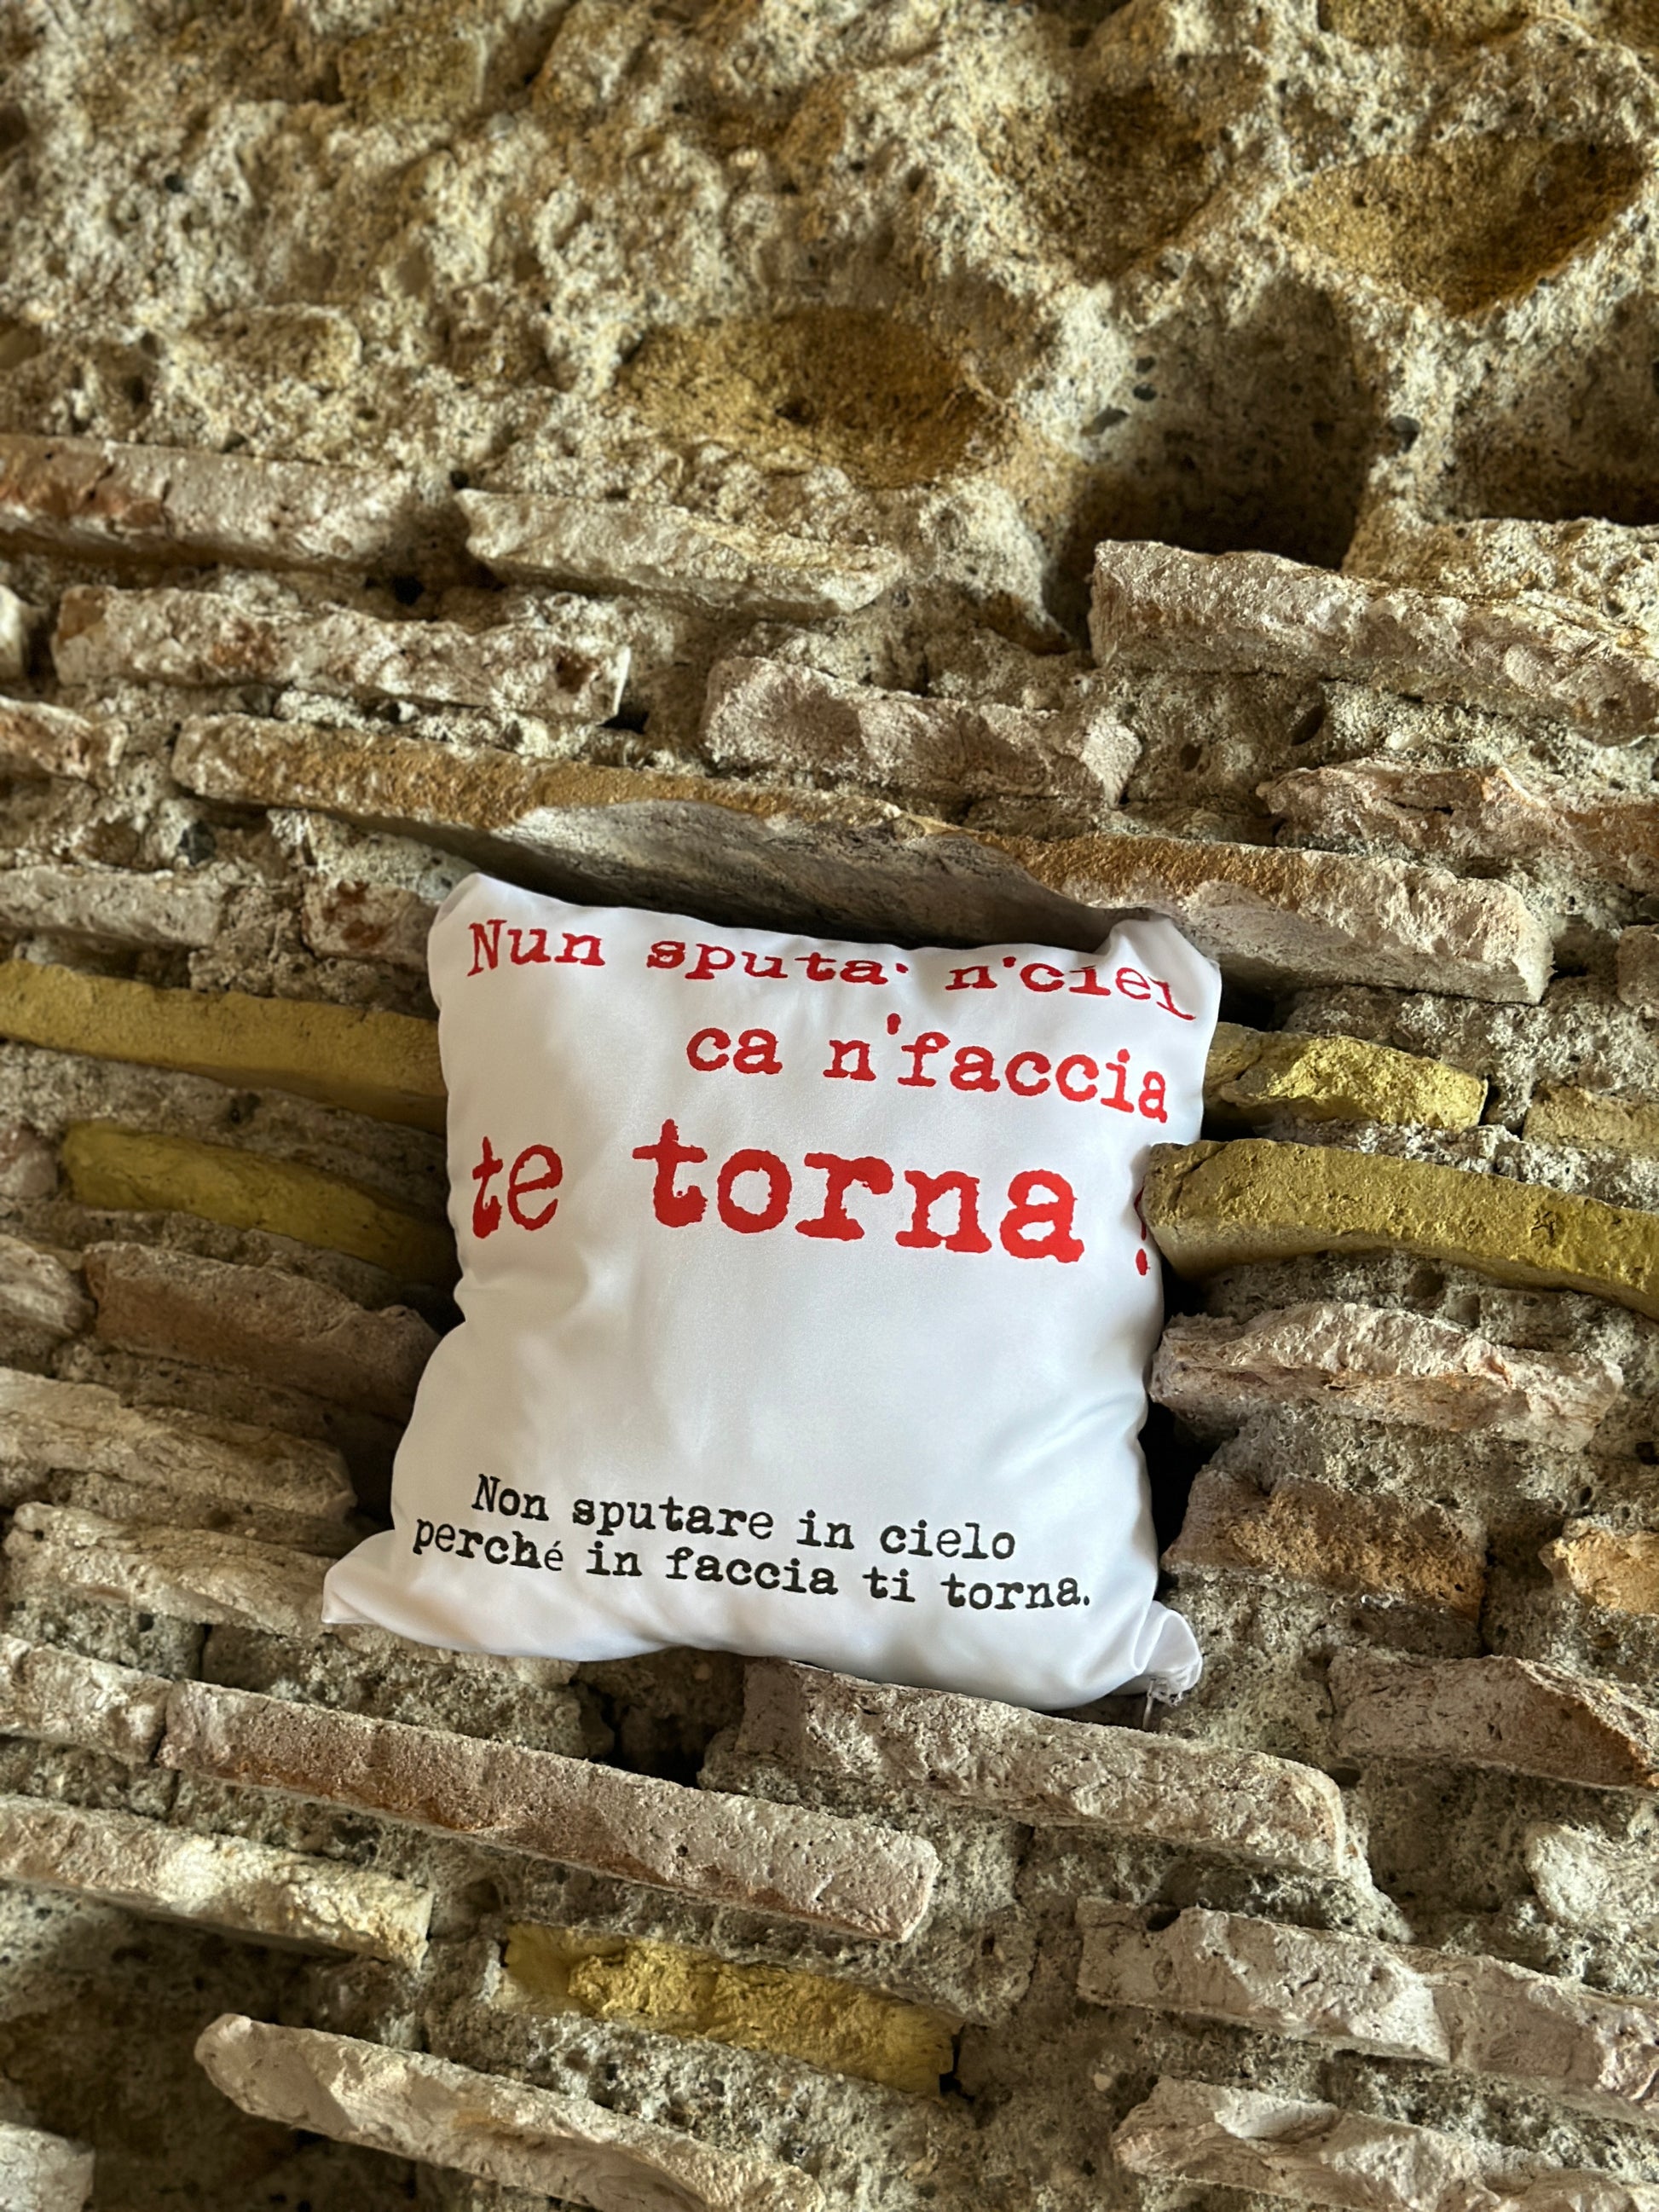 Nun sputa' n'ciel
ca n'faccia
te torna !
Non sputare in cielo
perché in faccia ti torna.